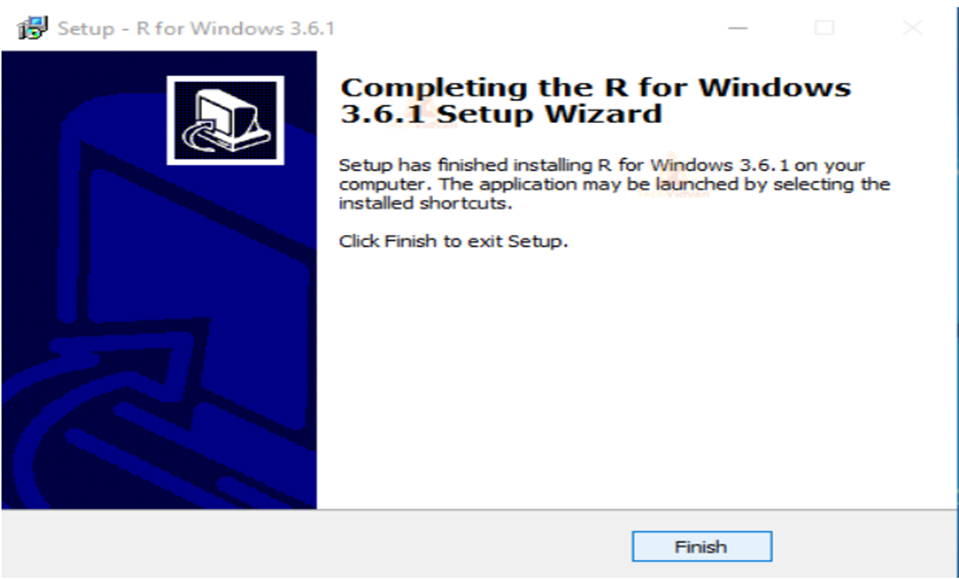 Setup - R for Windows 3.6.1
Completing the R for Windows
3.6.1 Setup Wizard
Setup has finished installing R for Windows 3.6.1 on your
computer. The application may be launched by selecting the
installed shortcuts.
Click Finish to exit Setup.
Finish